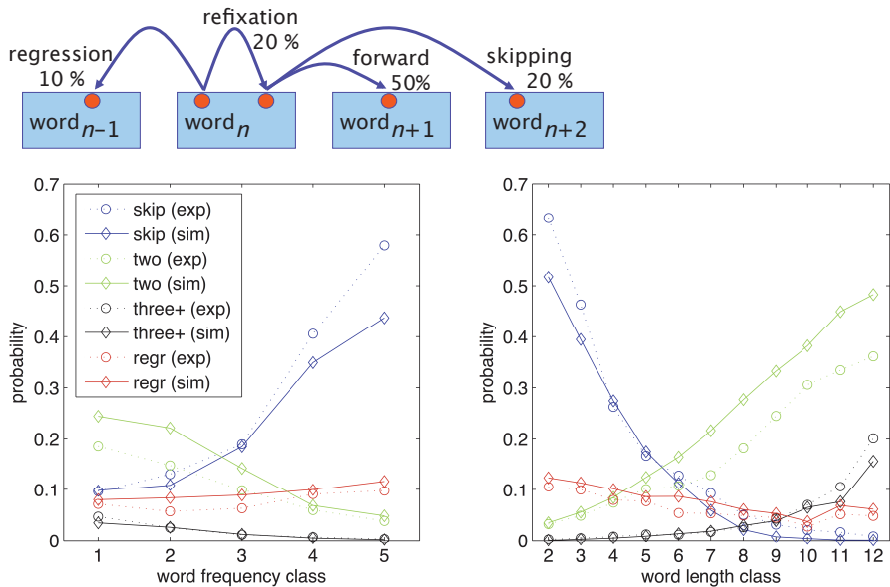 refixation
20 %
regression
10 %
forward
50%
skipping
20 %
word n–1
word n
word n+1
word n+2
0.7
0.6
0.5
0.4
0.3
0.2
0.1
0
probability
skip (exp)
skip (sim)
two (exp)
two (sim)
three+ (exp)
three+ (sim)
regr (exp)
regr (sim)
1 2 3 4 5
word frequency class
0.7
0.6
0.5
0.4
0.3
0.2
0.1
0
probability
2 3 4 5 6 7 8 9 10 11 12
word length class